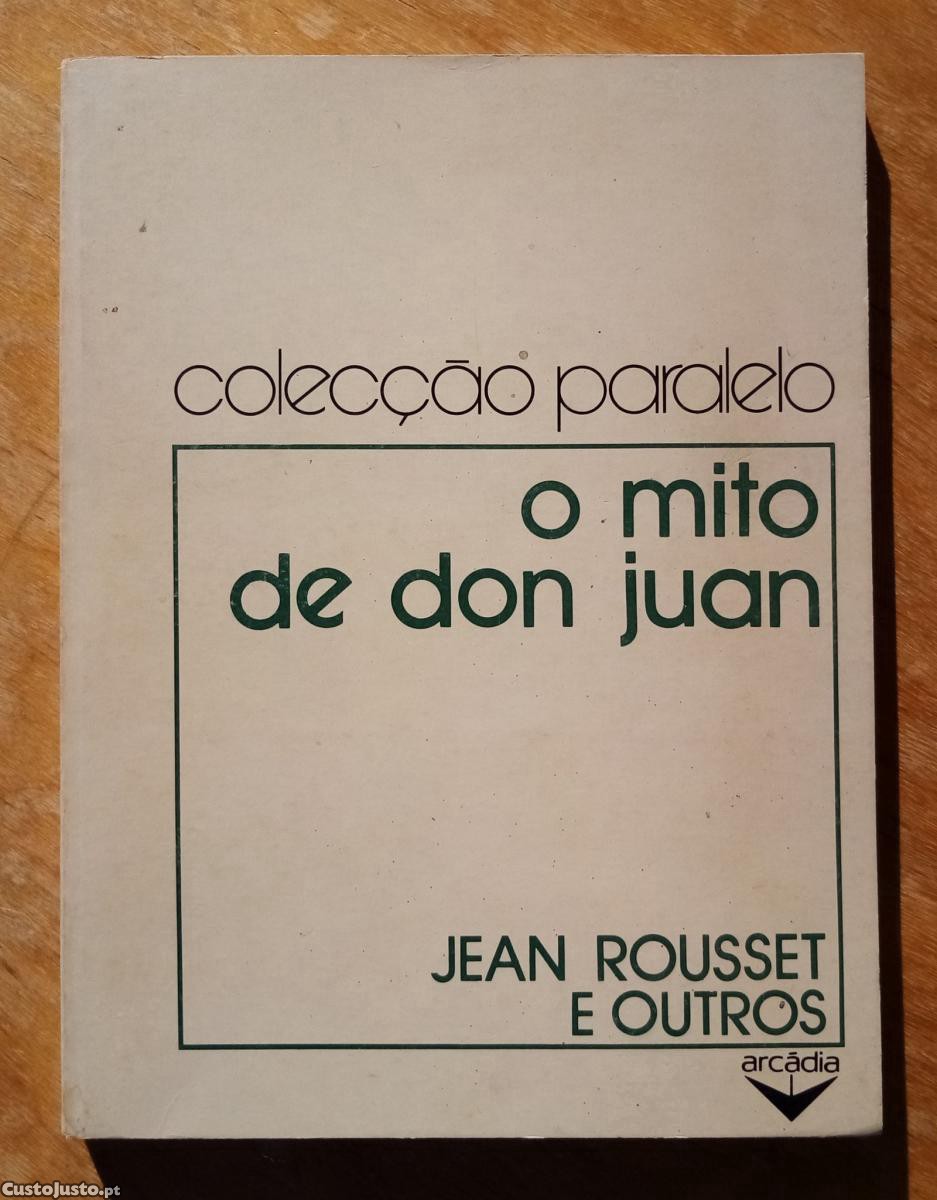 colecção paralelo
o mito
de don juan
JEAN ROUSSET
E OUTROS
arcádia
CustoJusto.pt